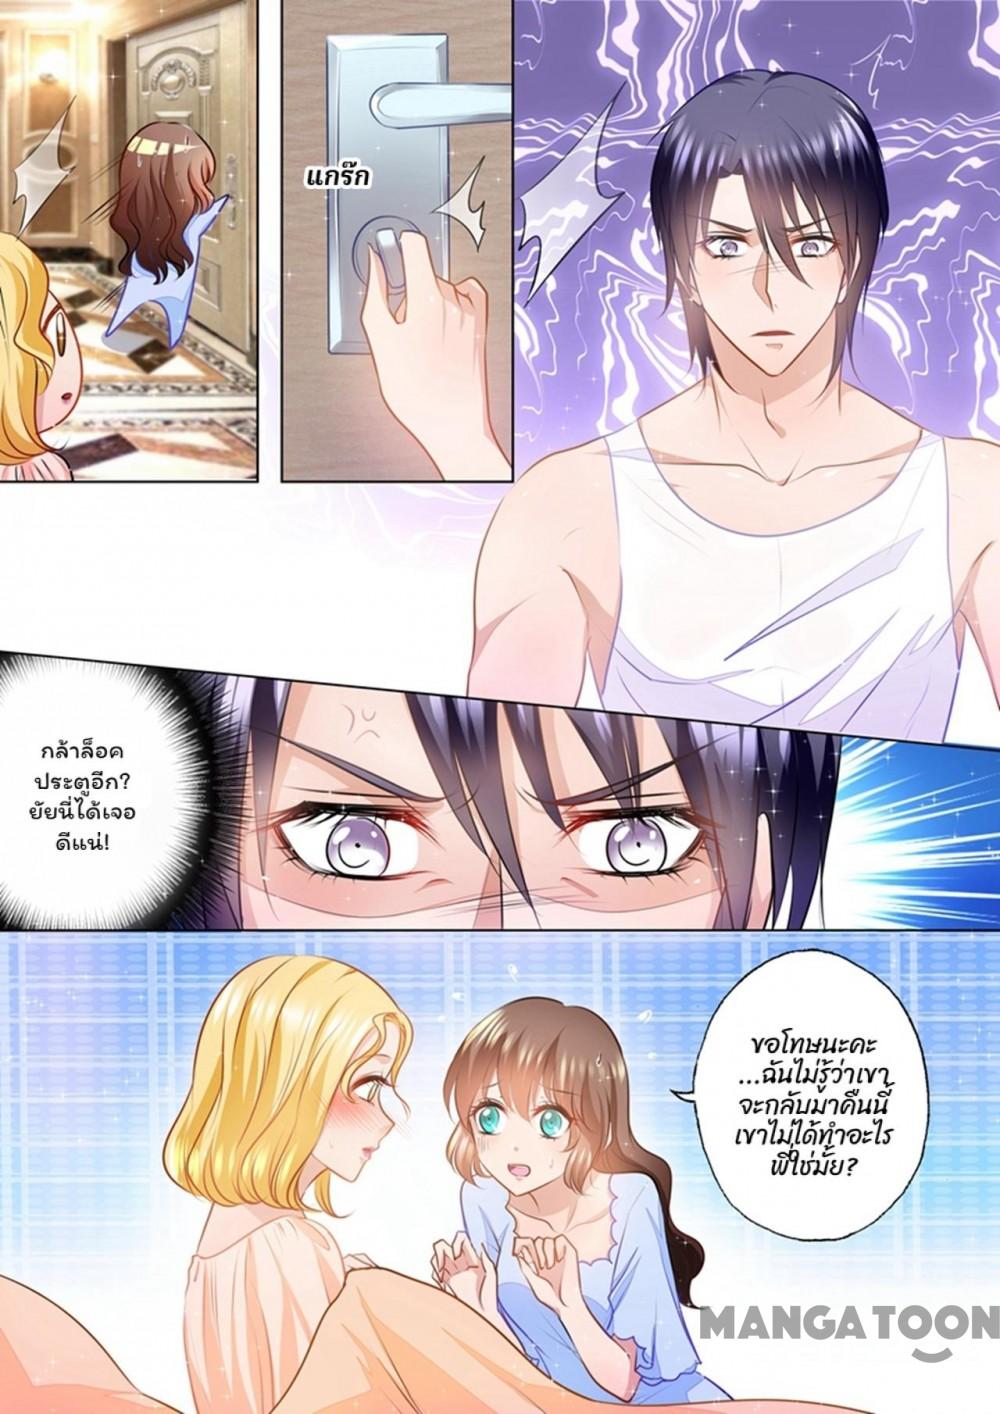 แกร๊ก
กล้าล็อค
ประตูอีก?
ยัยนี่ได้เจอ
ดีแน่!
ขอโทษนะคะ
...ฉันไม่รู้ว่าเขา
จะกลับมาคืนนี้
เขาไม่ได้ทำอะไร
พี่ใช่มั้ย?
MANGATOON